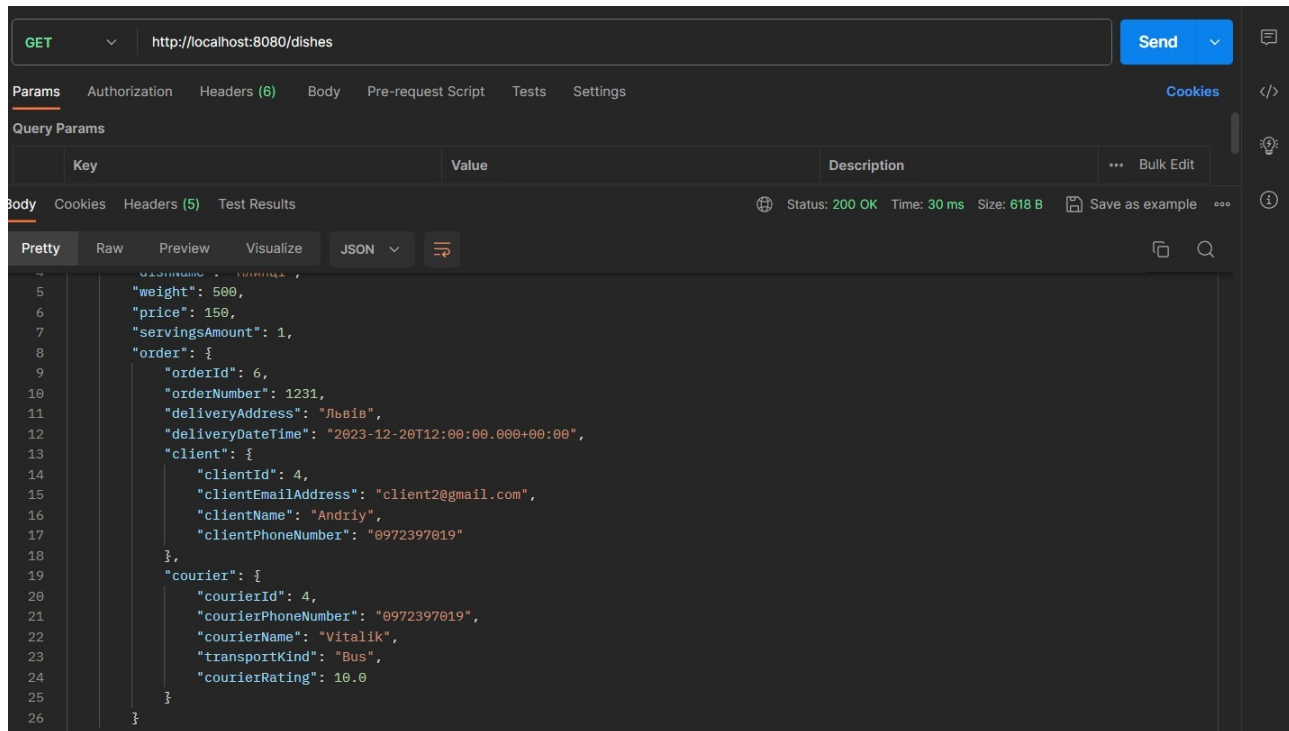 GET http://localhost:8080/dishes Send
Params Authorization Headers (6) Body Pre-request Script Tests Settings Cookies
Query Params
Key Value Description ••• Bulk Edit
Body Cookies Headers (5) Test Results Status: 200 OK Time: 30 ms Size: 618 B Save as example
Pretty Raw Preview Visualize JSON
4 "dishName":
5 "weight": 500,
6 "price": 150,
7 "servingsAmount": 1,
8 "order": {
9 "orderId": 6,
10 "orderNumber": 1231,
11 "deliveryAddress": "Львів",
12 "deliveryDateTime": "2023-12-20T12:00:00.000+00:00",
13 "client": {
14 "clientId": 4,
15 "clientEmailAddress": "client2@gmail.com",
16 "clientName": "Andriy",
17 "clientPhoneNumber": "0972397019"
18 },
19 "courier": {
20 "courierId": 4,
21 "courierPhoneNumber": "0972397019",
22 "courierName": "Vitalik",
23 "transportKind": "Bus",
24 "courierRating": 10.0
25 }
26 }